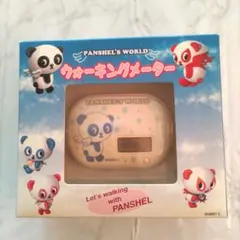 PANSHEL'S WORLD
ウォーキングメーター
PANSHEL'S WORLD
Let's walking
with
PANSHEL